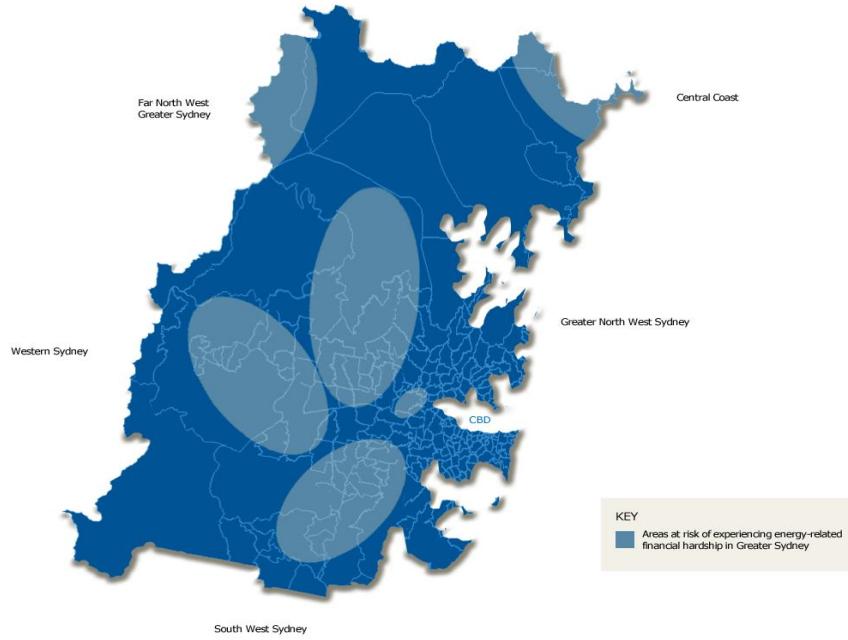 Far North West
Greater Sydney
Central Coast
Greater North West Sydney
Western Sydney
CBD
KEY
Areas at risk of experiencing energy-related
financial hardship in Greater Sydney
South West Sydney